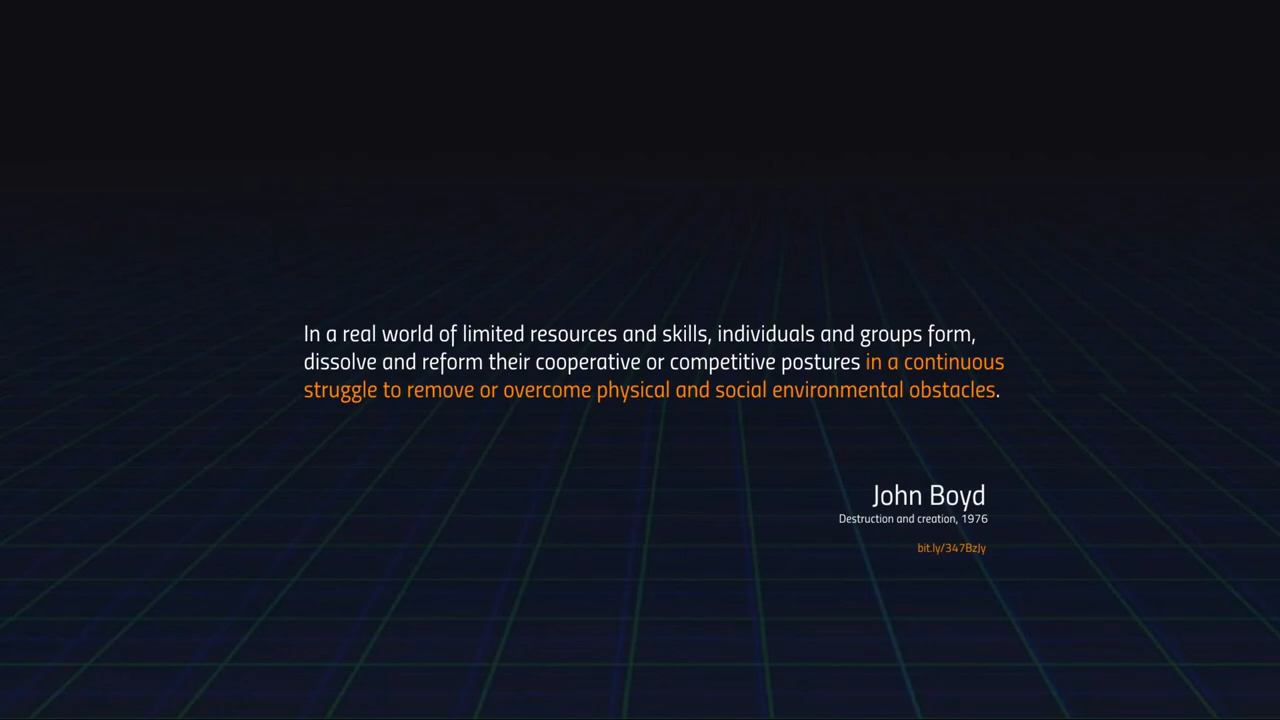 In a real world of limited resources and skills, individuals and groups form,
dissolve and reform their cooperative or competitive postures in a continuous
struggle to remove or overcome physical and social environmental obstacles.
John Boyd
Destruction and creation, 1976
bit.ly/347BzJy